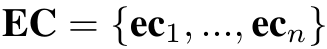 EC = {ec₁, ..., ecₙ}